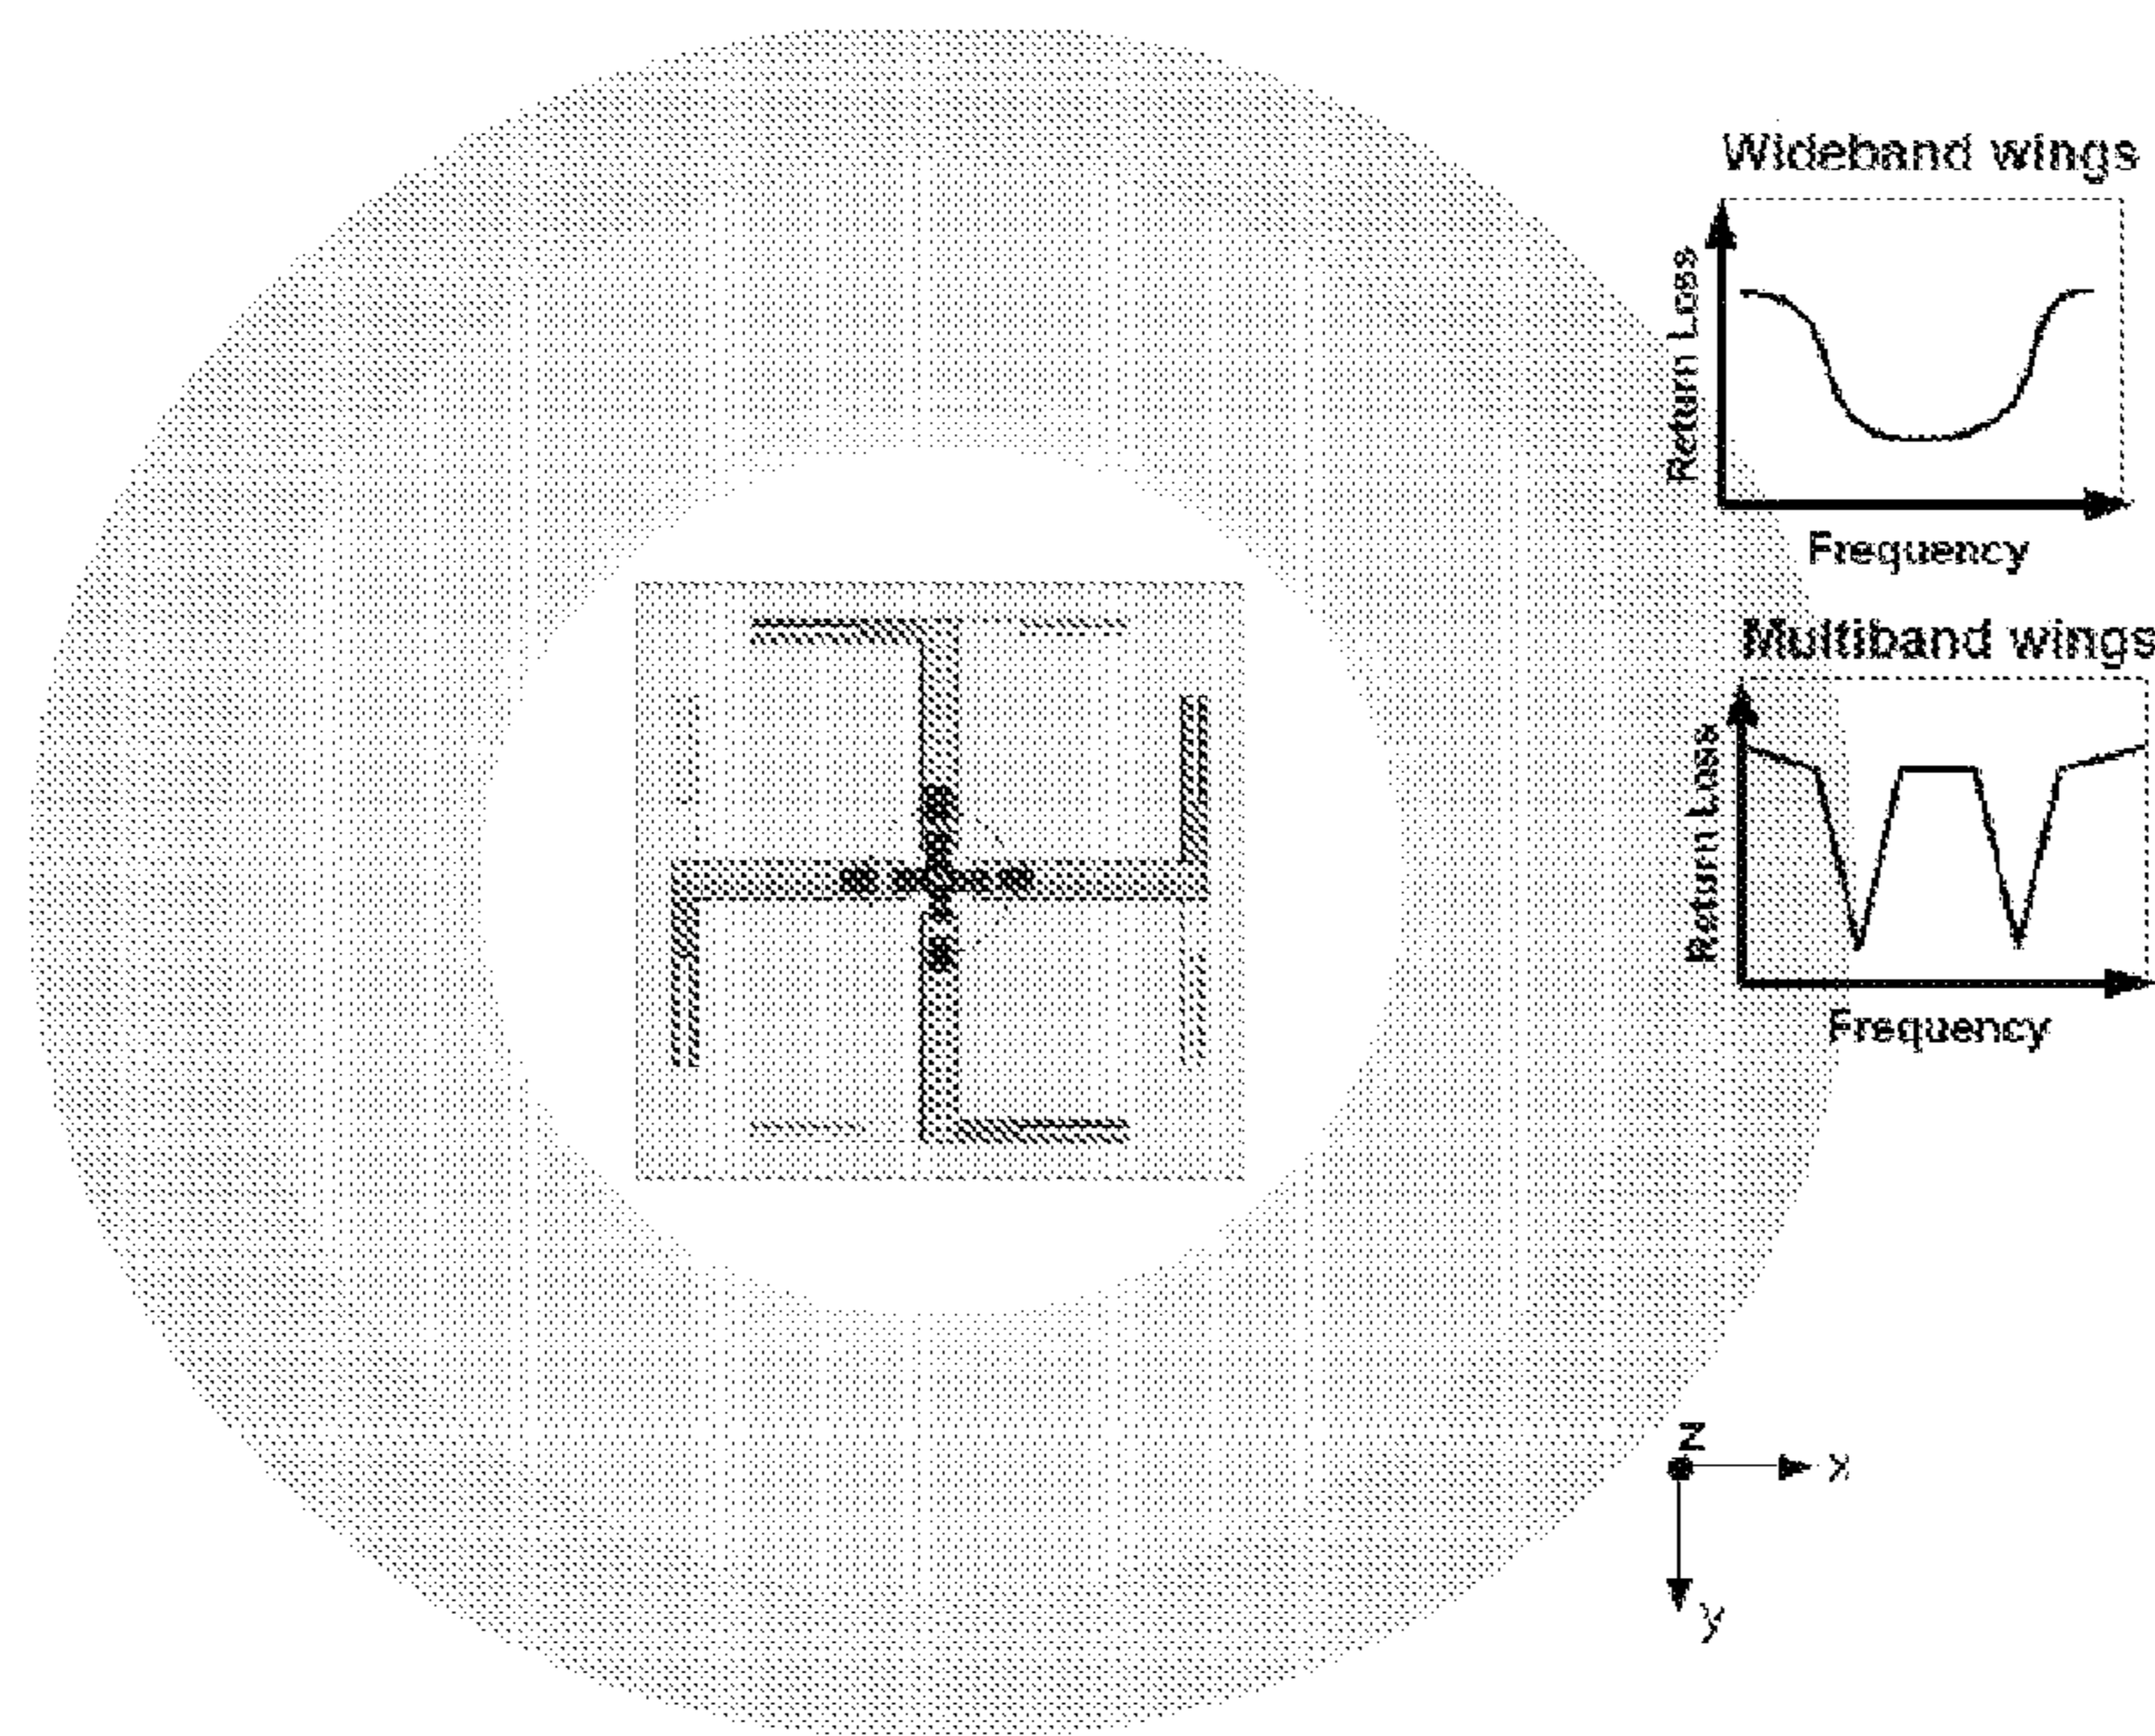 Wideband wings
Return Loss
Frequency
Multiband wings
Return Loss
Frequency
z
x
y